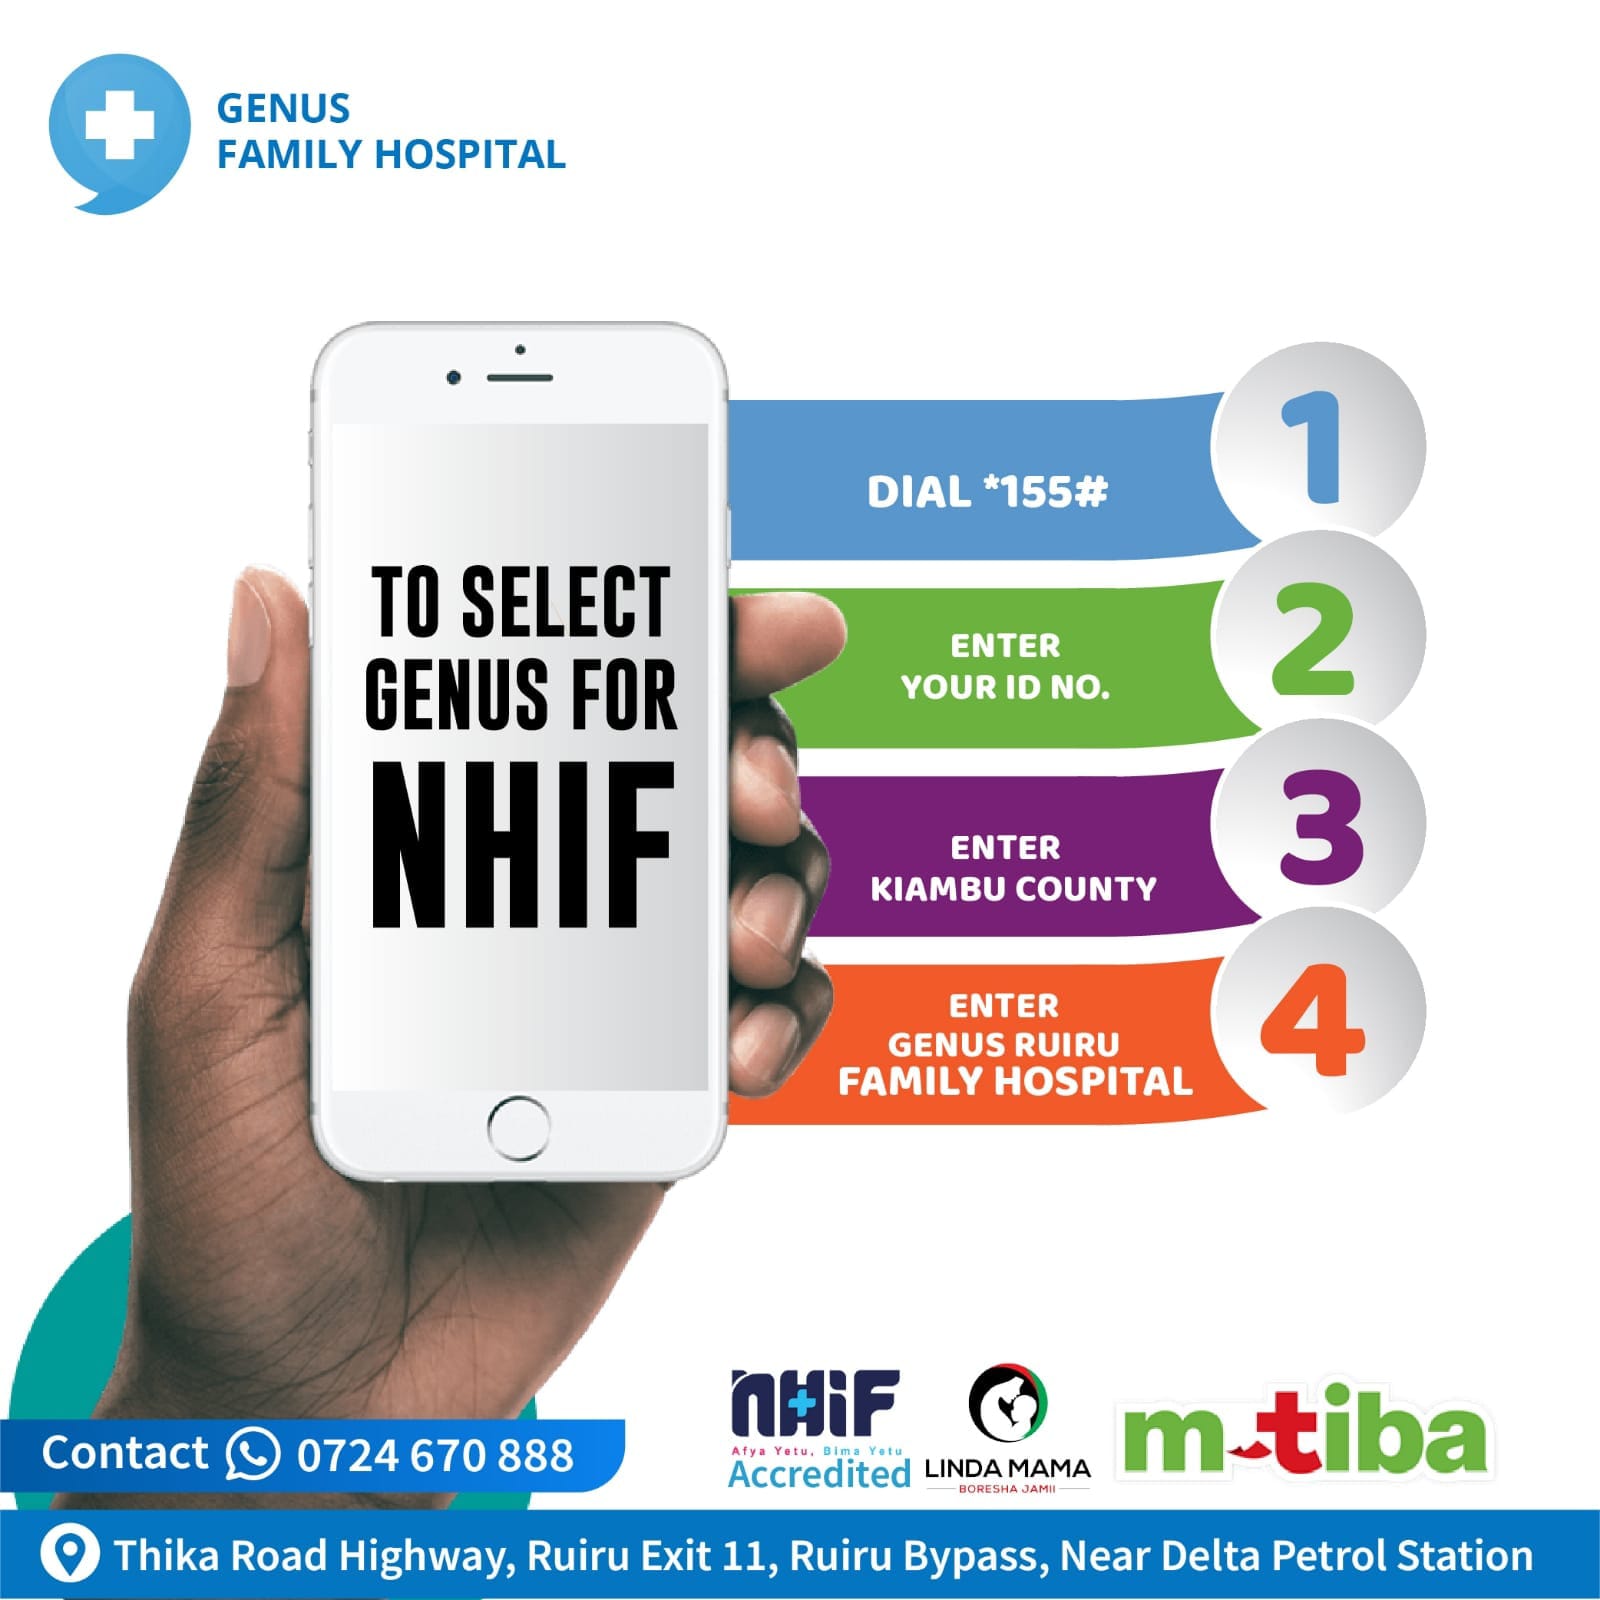 GENUS
FAMILY HOSPITAL
TO SELECT
GENUS FOR
NHIF
1
DIAL *155#
2
ENTER
YOUR ID NO.
3
ENTER
KIAMBU COUNTY
4
ENTER
GENUS RUIRU
FAMILY HOSPITAL
Contact 0724 670 888
NHiF
Afya Yetu, Bima Yetu
Accredited
LINDA MAMA
BORESHA JAMII
m-tiba
Thika Road Highway, Ruiru Exit 11, Ruiru Bypass, Near Delta Petrol Station